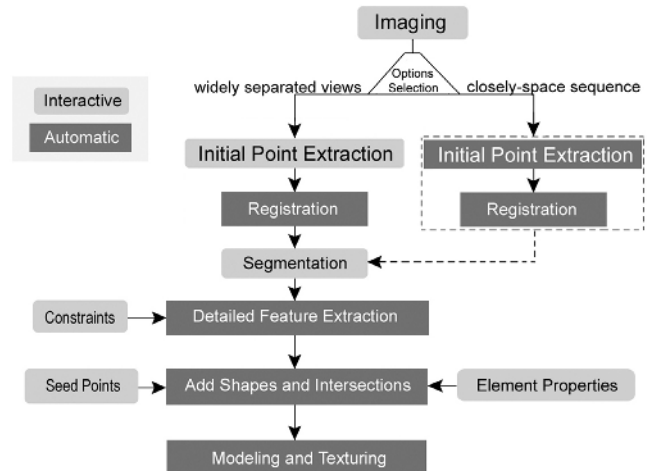 Imaging
Options
Selection
widely separated views
closely-space sequence
Interactive
Automatic
Initial Point Extraction
Initial Point Extraction
Registration
Registration
Segmentation
Constraints
Detailed Feature Extraction
Seed Points
Add Shapes and Intersections
Element Properties
Modeling and Texturing